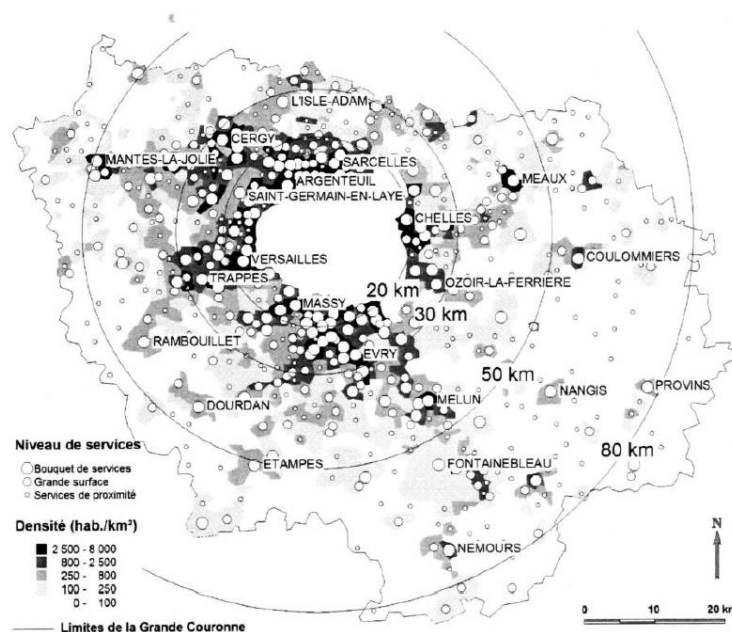 L'ISLE-ADAM
CERGY
MANTES-LA-JOLIE
SARCELLES
ARGENTEUIL
SAINT-GERMAIN-EN-LAYE
MEAUX
CHELLES
COULOMMIERS
VERSAILLES
TRAPPES
20 km
OZOIR-LA-FERRIERE
MASSY
30 km
RAMBOUILLET
EVRY
50 km
DOURDAN
MELUN
NANGIS
PROVINS
ETAMPES
FONTAINEBLEAU
80 km
NEMOURS
Niveau de services
Bouquet de services
Grande surface
Services de proximité
Densité (hab./km²)
2 500 - 8 000
800 - 2 500
250 - 800
100 - 250
0 - 100
Limites de la Grande Couronne
N
0 10 20 km